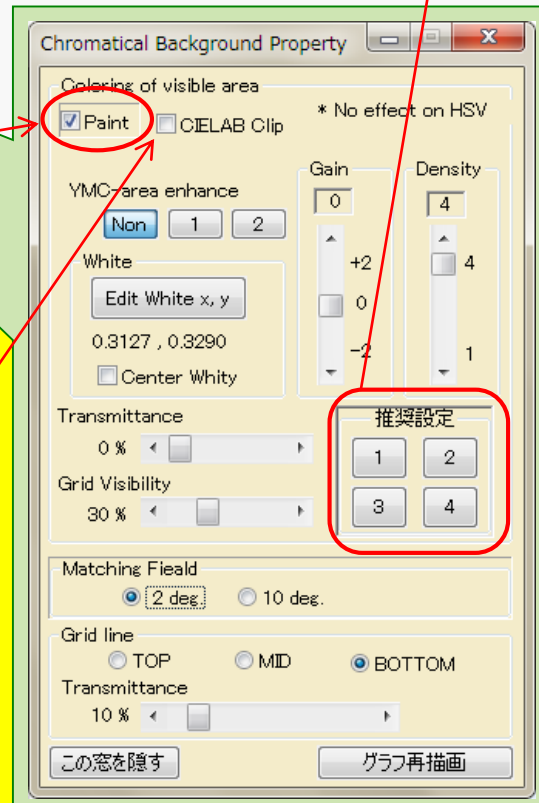 Chromatical Background Property
Coloring of visible area
Paint
CIELAB Clip
* No effect on HSV
YMC-area enhance
Non 1 2
Gain
0
+2
0
-2
Density
4
4
1
White
Edit White x, y
0.3127 , 0.3290
Center Whity
Transmittance
0 %
Grid Visibility
30 %
推奨設定
1 2
3 4
Matching Fieald
2 deg. 10 deg.
Grid line
TOP MID BOTTOM
Transmittance
10 %
この窓を隠す グラフ再描画